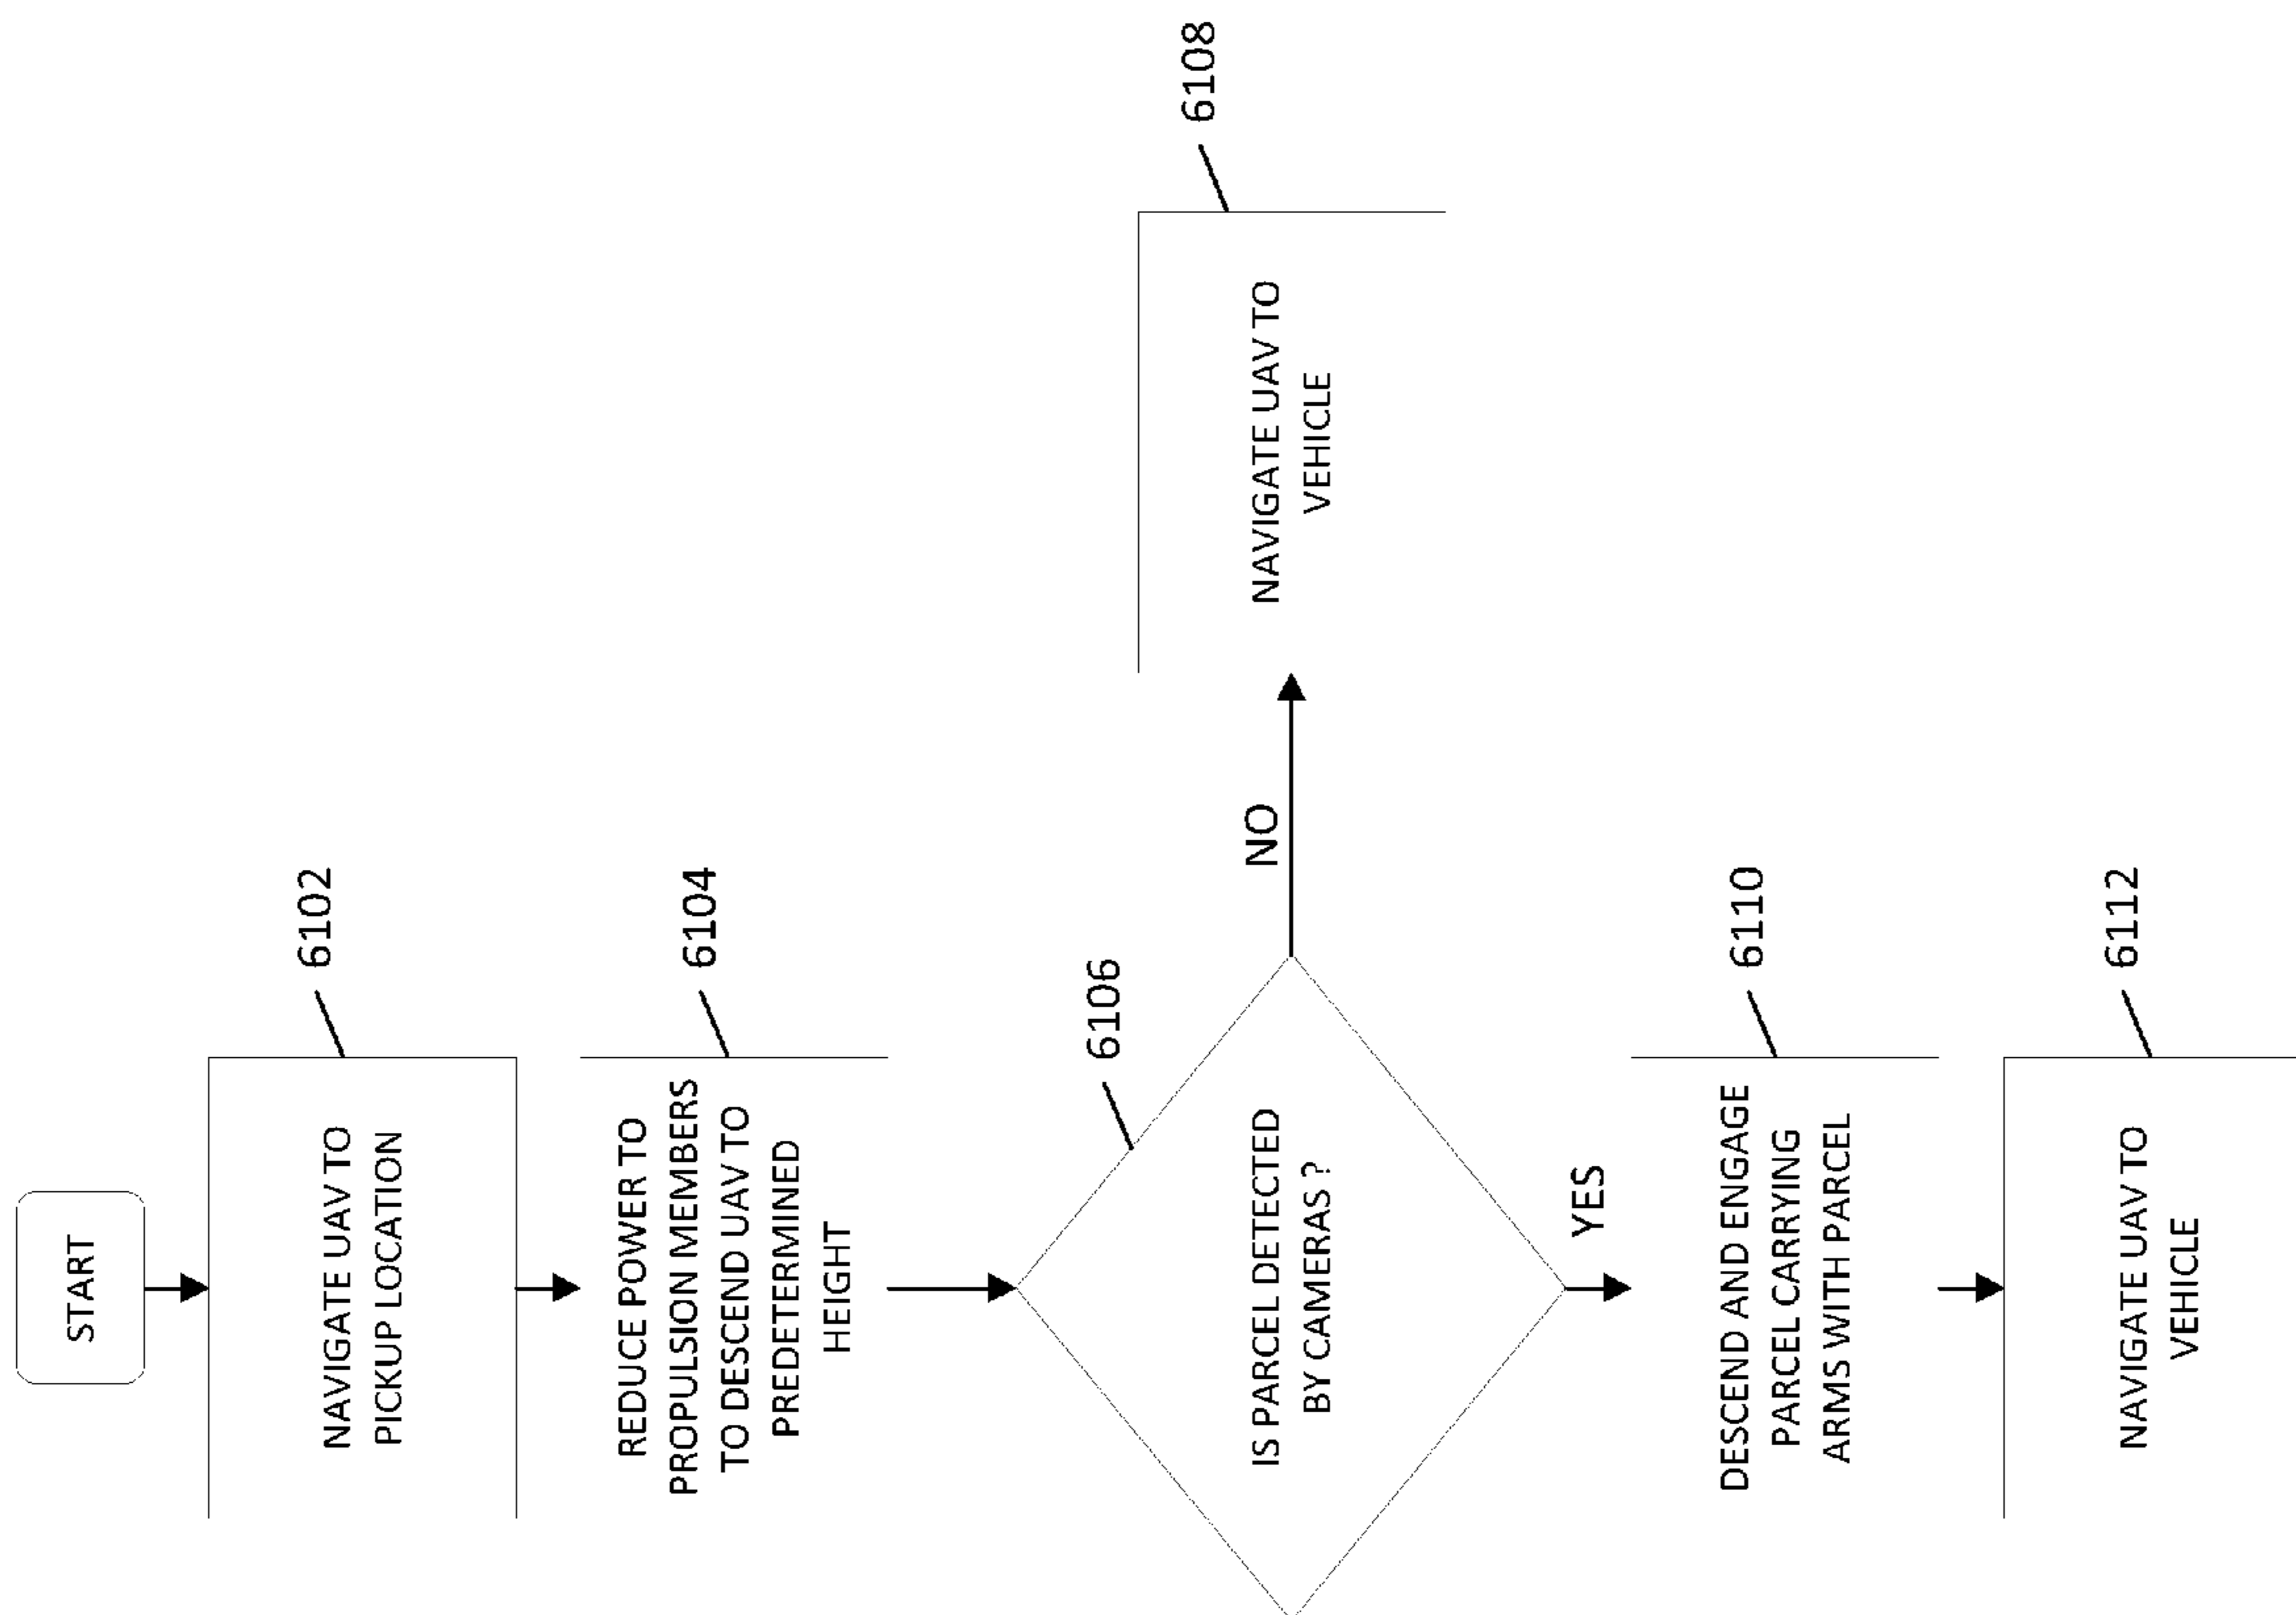 START
6102
NAVIGATE UAV TO
PICKUP LOCATION
6104
REDUCE POWER TO
PROPULSION MEMBERS
TO DESCEND UAV TO
PREDETERMINED
HEIGHT
6106
IS PARCEL DETECTED
BY CAMERAS ?
NO
6108
NAVIGATE UAV TO
VEHICLE
YES
6110
DESCEND AND ENGAGE
PARCEL CARRYING
ARMS WITH PARCEL
6112
NAVIGATE UAV TO
VEHICLE